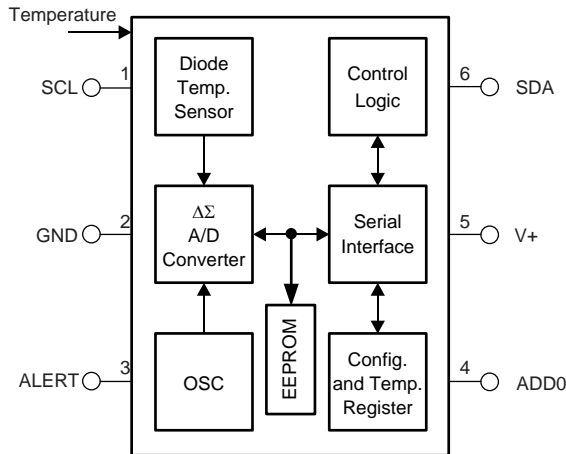 Temperature
1
SCL
Diode
Temp.
Sensor
Control
Logic
6
SDA
2
GND
ΔΣ
A/D
Converter
Serial
Interface
5
V+
3
ALERT
OSC
EEPROM
Config.
and Temp.
Register
4
ADD0